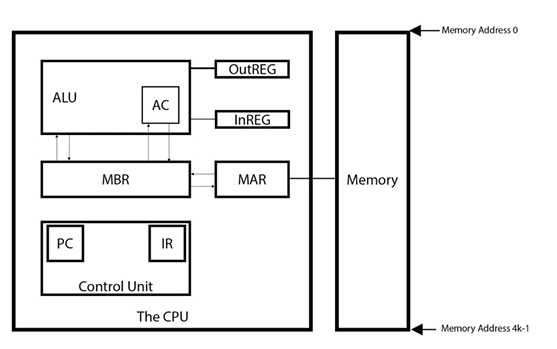 Memory Address 0
OutREG
ALU
AC
InREG
MBR
MAR
Memory
PC
IR
Control Unit
The CPU
Memory Address 4k-1